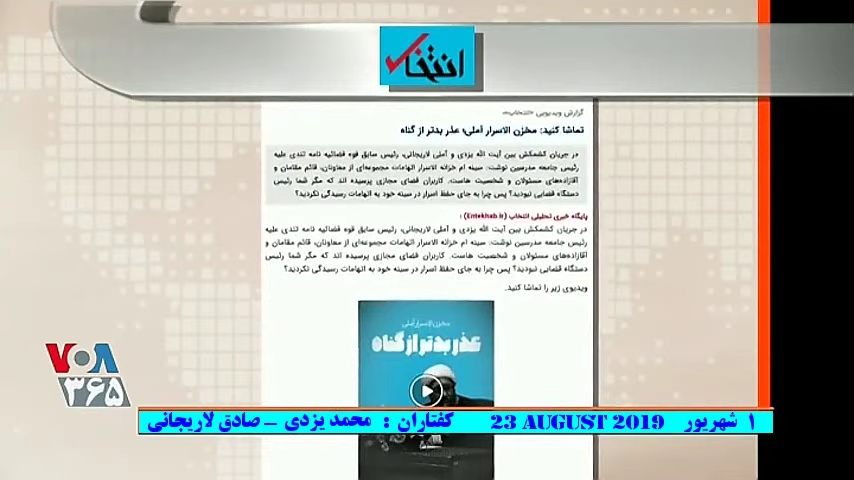 انتخاب
گزارش ویدیویی «انتخاب»؛
تماشا کنید: مخزن الاسرار آملی؛ عذر بدتر از گناه
در جریان کشمکش بین آیت الله یزدی و آملی لاریجانی، رئیس سابق قوه قضائیه نامه تندی علیه
رئیس جامعه مدرسین نوشت: سینه ام خزانه الاسرار اتهامات مجموعه‌ای از معاونان، قائم مقامان و
آقازاده‌های مسئولان و شخصیت هاست. کاربران فضای مجازی پرسیده اند که مگر شما رئیس
دستگاه قضایی نبودید؟ پس چرا به جای حفظ اسرار در سینه خود به اتهامات رسیدگی نکردید؟
پایگاه خبری تحلیلی انتخاب (Entekhab.ir) :
در جریان کشمکش بین آیت الله یزدی و آملی لاریجانی، رئیس سابق قوه قضائیه نامه تندی علیه
رئیس جامعه مدرسین نوشت: سینه ام خزانه الاسرار اتهامات مجموعه‌ای از معاونان، قائم مقامان و
آقازاده‌های مسئولان و شخصیت هاست. کاربران فضای مجازی پرسیده اند که مگر شما رئیس
دستگاه قضایی نبودید؟ پس چرا به جای حفظ اسرار در سینه خود به اتهامات رسیدگی نکردید؟
ویدیوی زیر را تماشا کنید.
مخزن الاسرار آملی
عذر بدتر از گناه
VOA
۳۶۵
۱ شهریور 23 AUGUST 2019 کفتاران : محمد یزدی – صادق لاریجانی